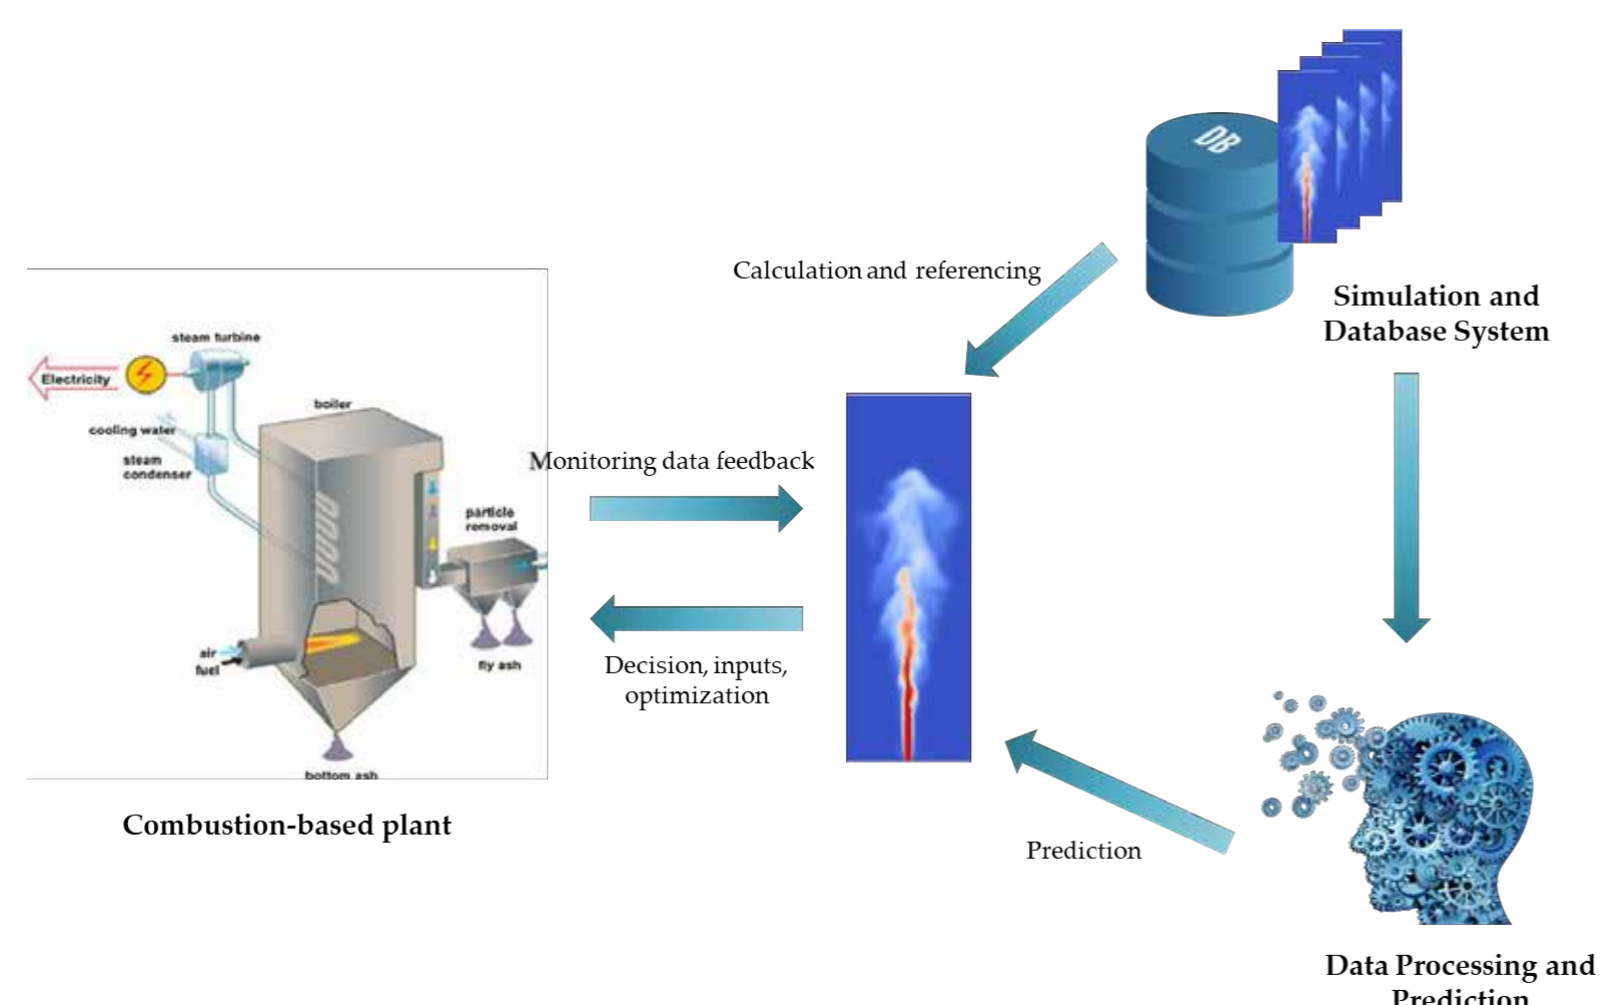 DB
Calculation and referencing
Simulation and
Database System
steam turbine
Electricity
boiler
cooling water
steam
condenser
Monitoring data feedback
particle
removal
air
fuel
fly ash
Decision, inputs,
optimization
bottom ash
Combustion-based plant
Prediction
Data Processing and
Prediction